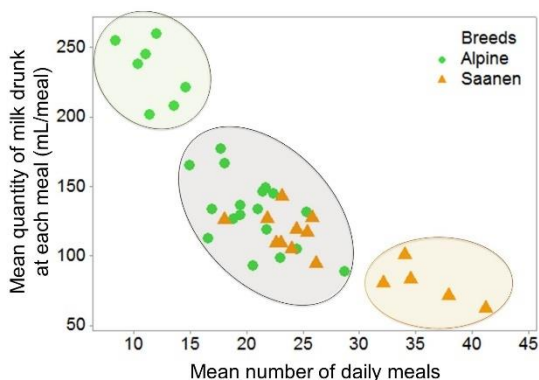 Mean quantity of milk drunk
at each meal (mL/meal)
250
200
150
100
50
Breeds
Alpine
Saanen
10 15 20 25 30 35 40 45
Mean number of daily meals